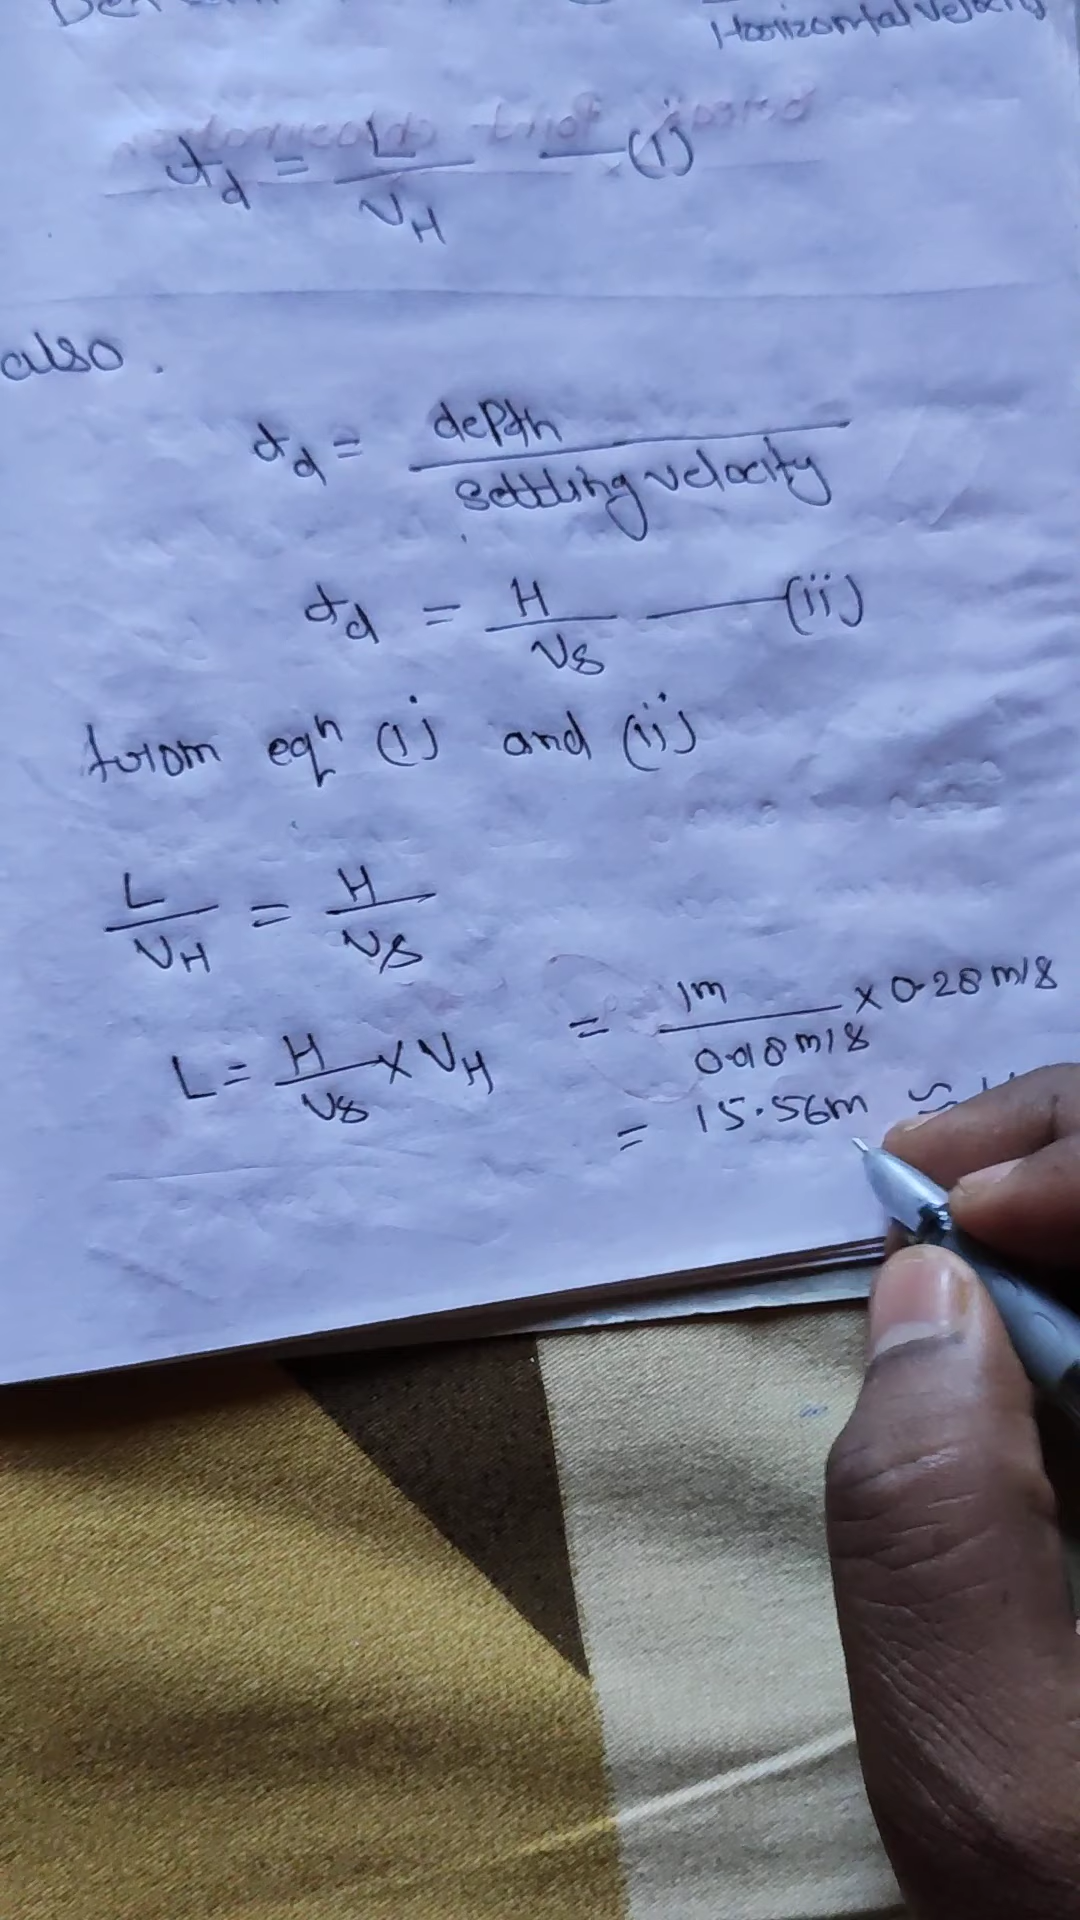 Horizontal velocity
td = L / VH — (i)
also.
td = depth / settling velocity
td = H / Vs — (ii)
from eqn (i) and (ii)
L / VH = H / Vs
L = H / Vs × VH = 1m / 0.018 m/s × 0.28 m/s
= 15.56m ≈